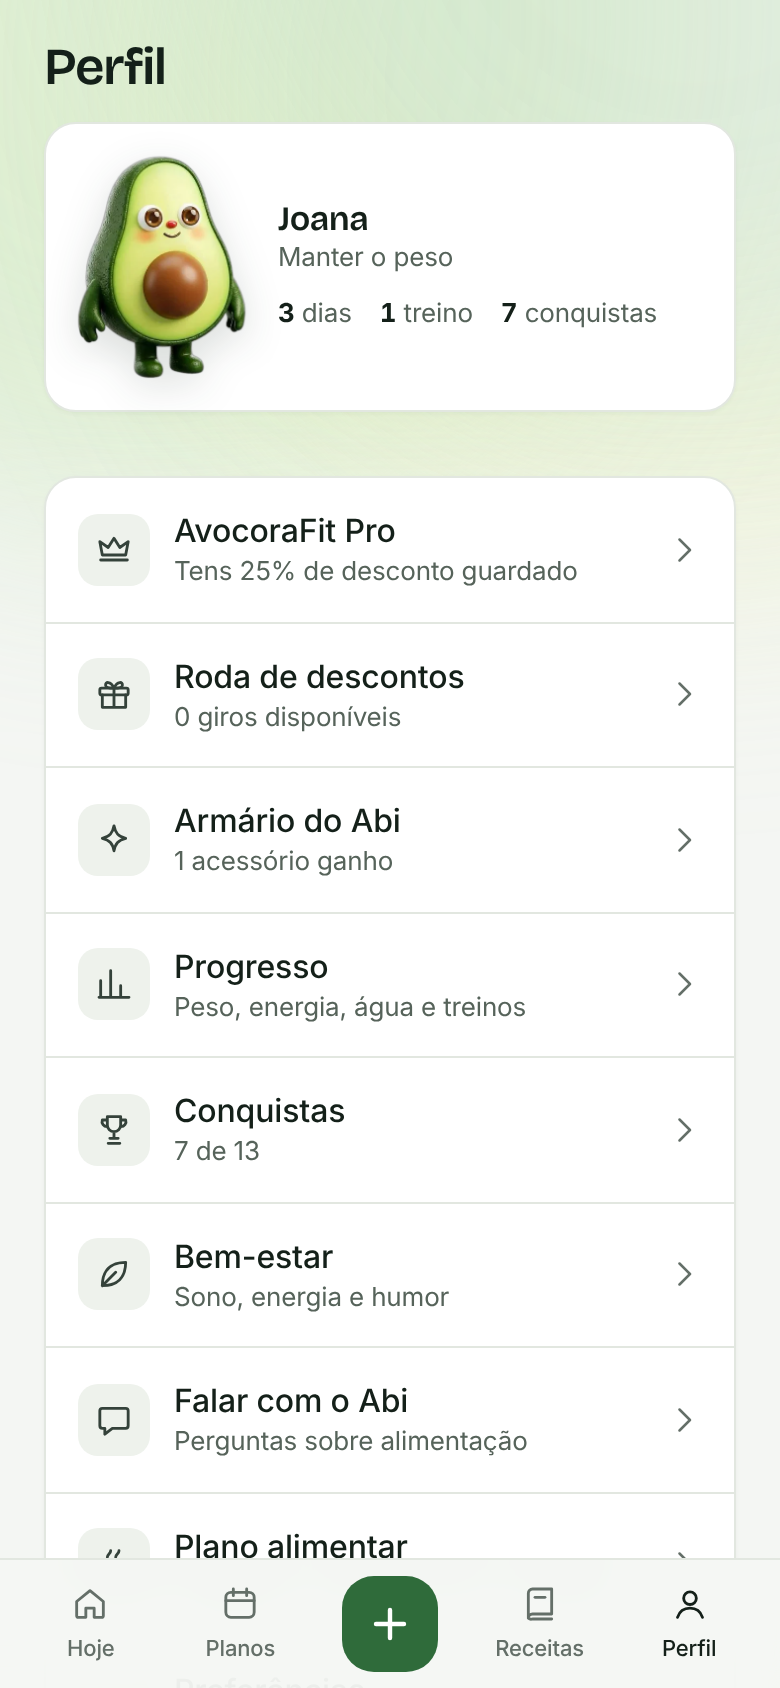 Perfil
Joana
Manter o peso
3 dias 1 treino 7 conquistas
AvocoraFit Pro
Tens 25% de desconto guardado
Roda de descontos
0 giros disponíveis
Armário do Abi
1 acessório ganho
Progresso
Peso, energia, água e treinos
Conquistas
7 de 13
Bem-estar
Sono, energia e humor
Falar com o Abi
Perguntas sobre alimentação
Plano alimentar
Hoje Planos Receitas Perfil
Preferências